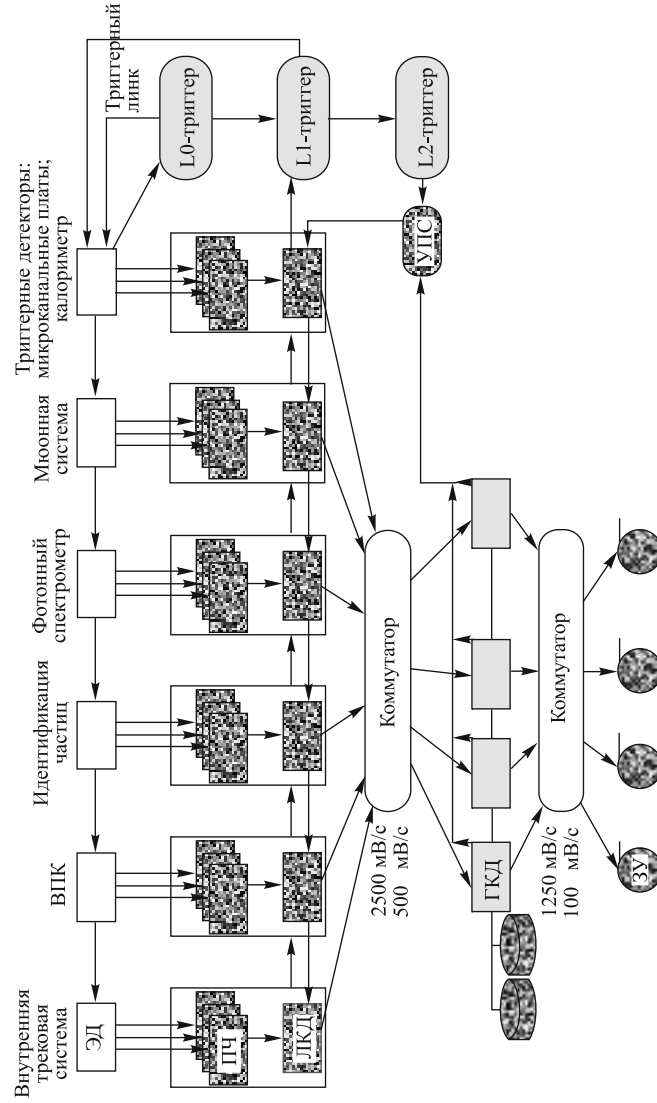 Внутренняя
трековая
система
ВПК
Идентификация
частиц
Фотонный
спектрометр
Мюонная
система
Триггерные детекторы:
микроканальные платы;
калориметр
Триггерный
линк
ЭД
L0-триггер
ПЧ
ЛКД
L1-триггер
Коммутатор
2500 мВ/с
500 мВ/с
L2-триггер
УПС
ГКД
Коммутатор
1250 мВ/с
100 мВ/с
ЗУ